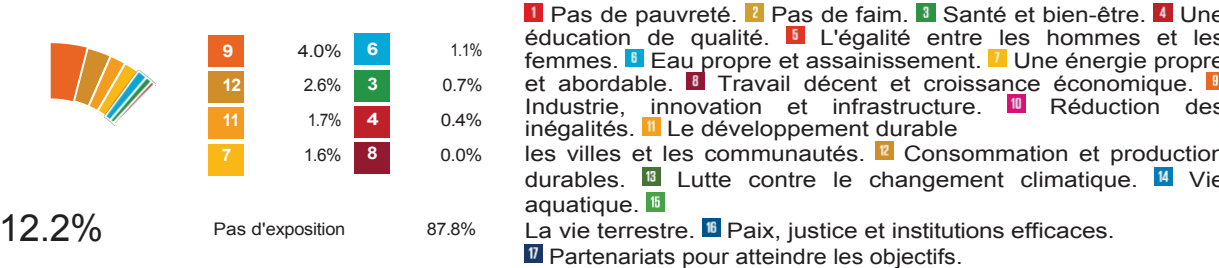 9 4.0% 6 1.1%
12 2.6% 3 0.7%
11 1.7% 4 0.4%
7 1.6% 8 0.0%
12.2% Pas d'exposition 87.8%
1 Pas de pauvreté. 2 Pas de faim. 3 Santé et bien-être. 4 Une
éducation de qualité. 5 L'égalité entre les hommes et les
femmes. 6 Eau propre et assainissement. 7 Une énergie propre
et abordable. 8 Travail décent et croissance économique. 9
Industrie, innovation et infrastructure. 10 Réduction des
inégalités. 11 Le développement durable
les villes et les communautés. 12 Consommation et production
durables. 13 Lutte contre le changement climatique. 14 Vie
aquatique. 15
La vie terrestre. 16 Paix, justice et institutions efficaces.
17 Partenariats pour atteindre les objectifs.